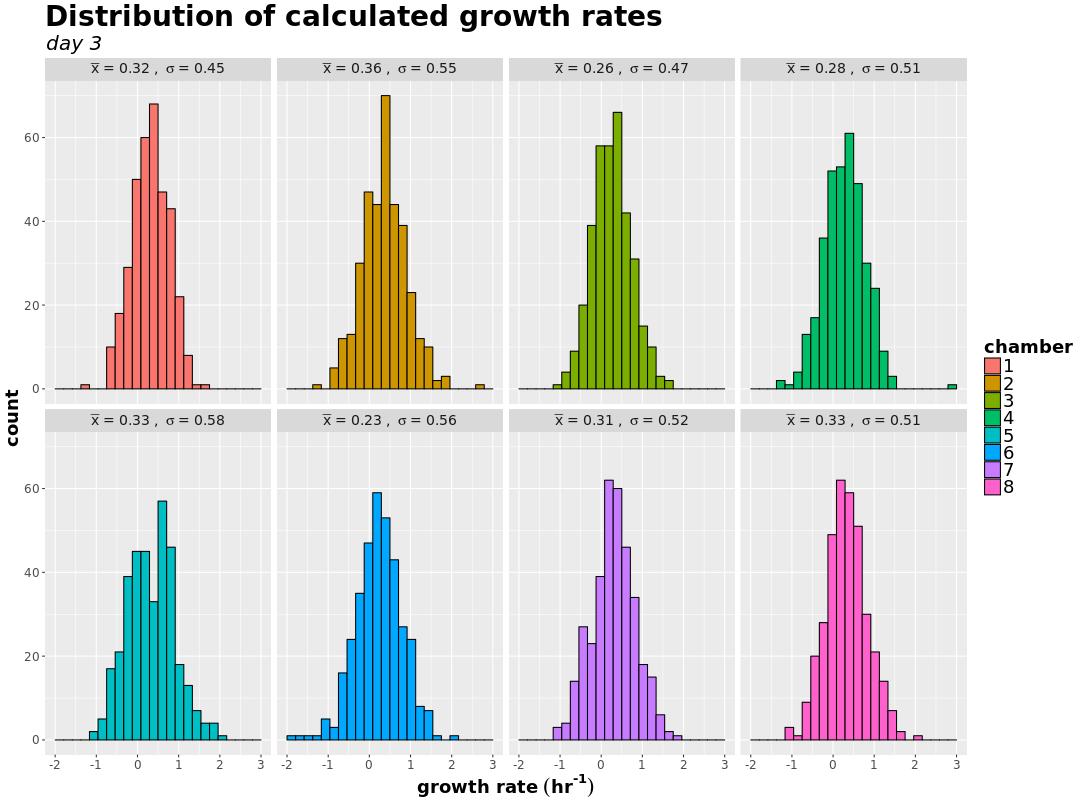 Distribution of calculated growth rates
day 3
x̅ = 0.32 , σ = 0.45
x̅ = 0.36 , σ = 0.55
x̅ = 0.26 , σ = 0.47
x̅ = 0.28 , σ = 0.51
60
40
20
0
x̅ = 0.33 , σ = 0.58
x̅ = 0.23 , σ = 0.56
x̅ = 0.31 , σ = 0.52
x̅ = 0.33 , σ = 0.51
60
40
20
0
-2 -1 0 1 2 3
-2 -1 0 1 2 3
-2 -1 0 1 2 3
-2 -1 0 1 2 3
growth rate (hr⁻¹)
count
chamber
1
2
3
4
5
6
7
8